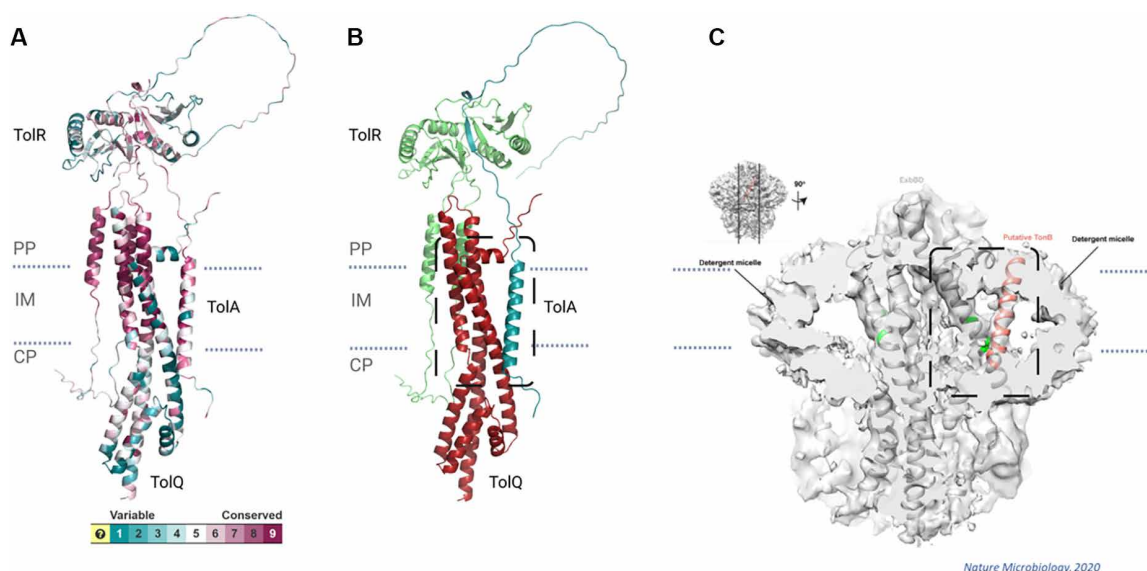 A
TolR
PP
IM
CP
TolA
TolQ
Variable Conserved
? 1 2 3 4 5 6 7 8 9
B
TolR
PP
IM
CP
TolA
TolQ
C
90°
ExbBD
Putative TonB
Detergent micelle
Detergent micelle
Nature Microbiology, 2020